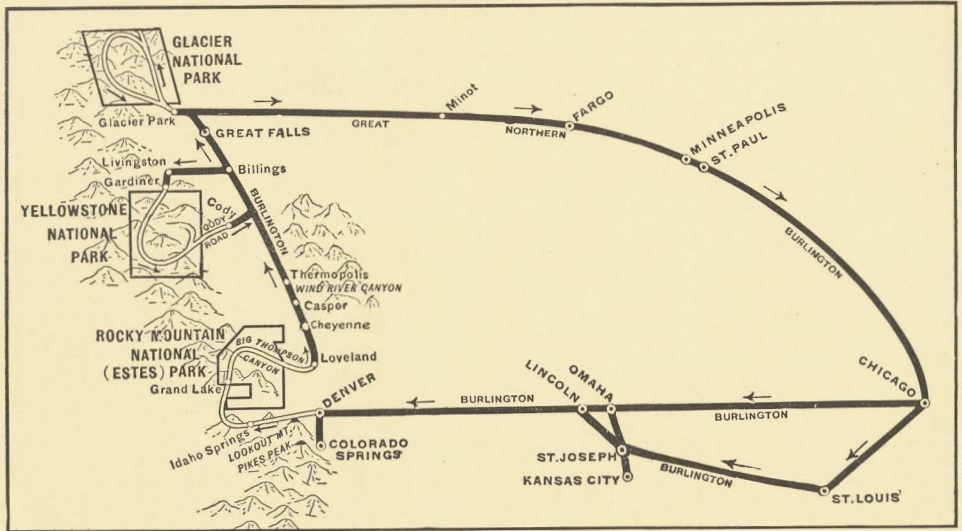 GLACIER
NATIONAL
PARK
Glacier Park
GREAT
NORTHERN
Minot
FARGO
MINNEAPOLIS
ST. PAUL
GREAT FALLS
Livingston
Gardiner
Billings
YELLOWSTONE
NATIONAL
PARK
Cody
CODY
ROAD
BURLINGTON
BURLINGTON
Thermopolis
WIND RIVER CANYON
Casper
Cheyenne
ROCKY MOUNTAIN
NATIONAL
(ESTES) PARK
BIG THOMPSON
CANYON
Loveland
Grand Lake
DENVER
BURLINGTON
LINCOLN
OMAHA
BURLINGTON
CHICAGO
Idaho Springs
LOOKOUT MT.
PIKES PEAK
COLORADO
SPRINGS
ST. JOSEPH
KANSAS CITY
BURLINGTON
ST. LOUIS